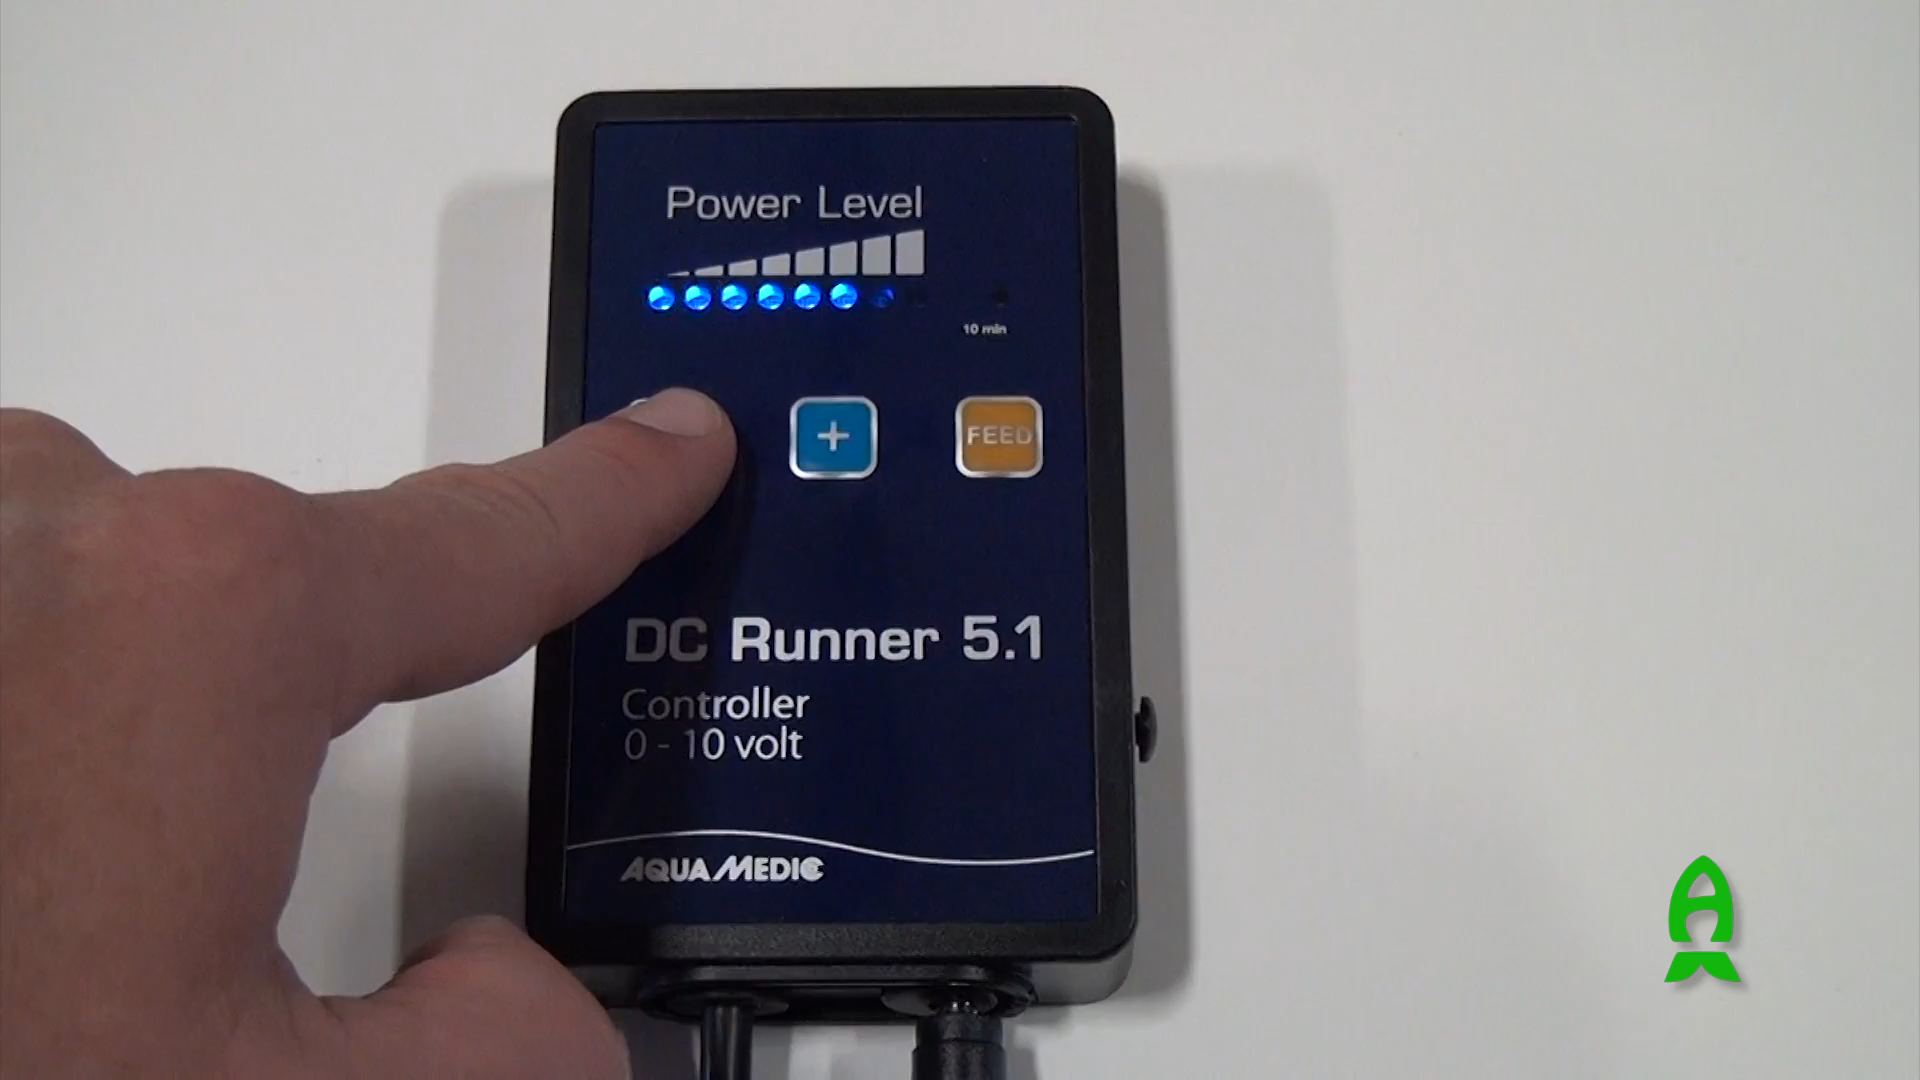 Power Level
10 min
+
FEED
DC Runner 5.1
Controller
0 - 10 volt
AQUA MEDIC